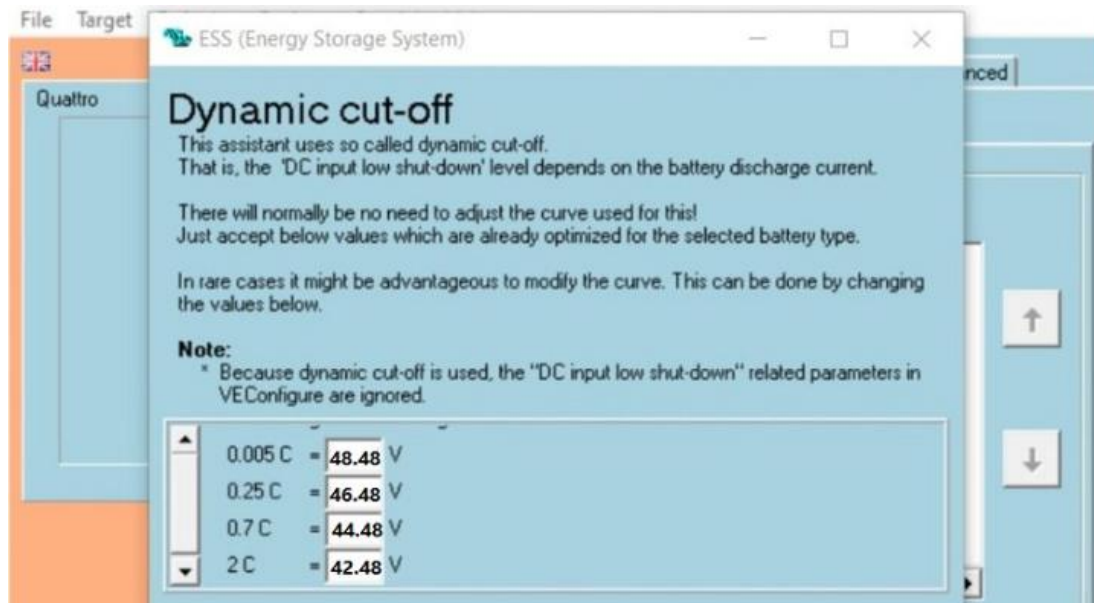 File Target
ESS (Energy Storage System)
nced
Quattro
Dynamic cut-off
This assistant uses so called dynamic cut-off.
That is, the 'DC input low shut-down' level depends on the battery discharge current.
There will normally be no need to adjust the curve used for this!
Just accept below values which are already optimized for the selected battery type.
In rare cases it might be advantageous to modify the curve. This can be done by changing
the values below.
Note:
* Because dynamic cut-off is used, the "DC input low shut-down" related parameters in
VEConfigure are ignored.
0.005 C = 48.48 V
0.25 C = 46.48 V
0.7 C = 44.48 V
2 C = 42.48 V